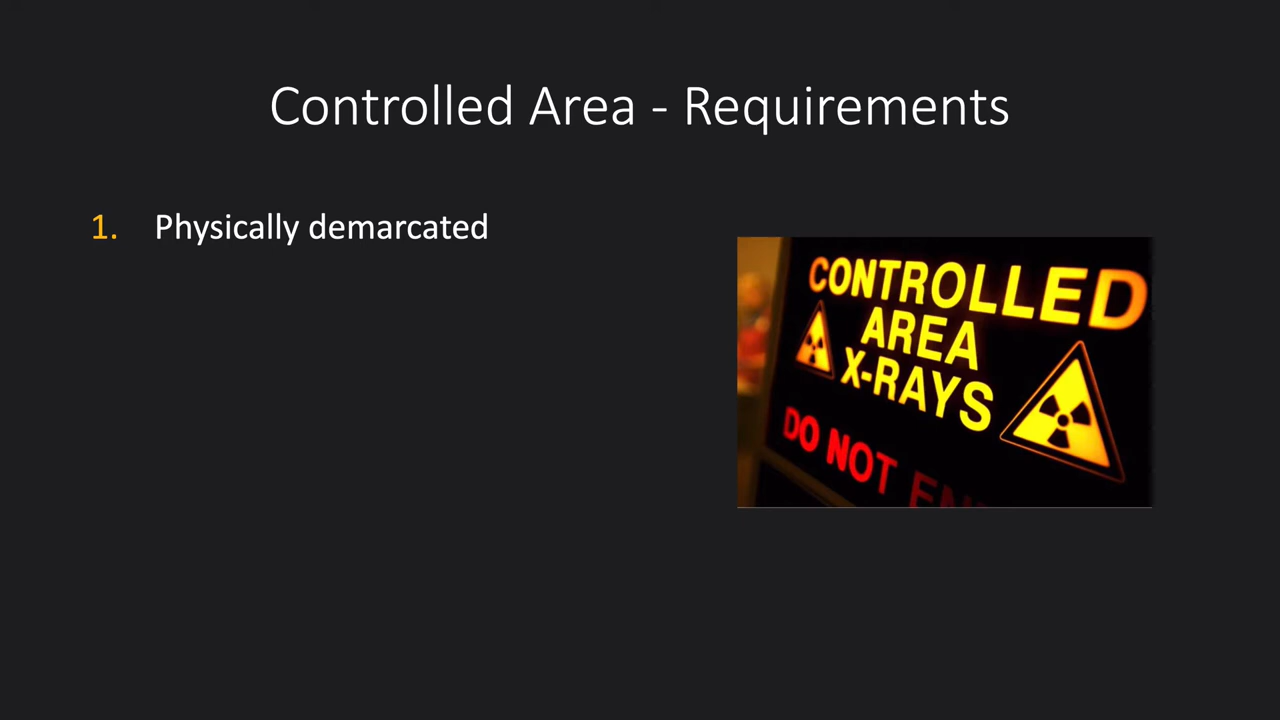 Controlled Area - Requirements
1. Physically demarcated
CONTROLLED
AREA
X-RAYS
DO NOT